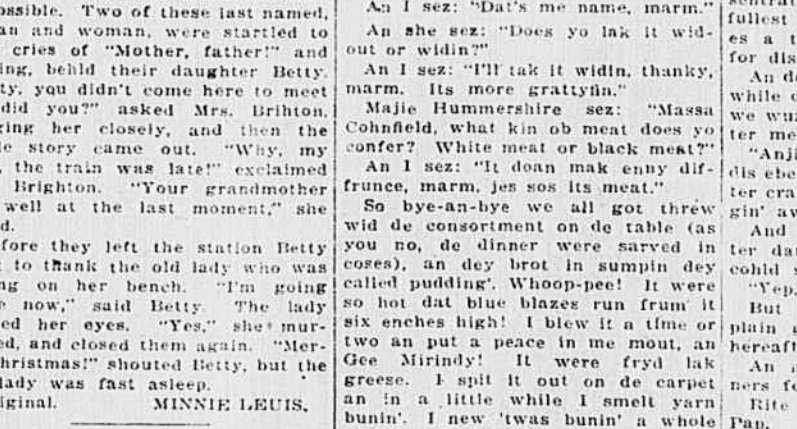 ossible. Two of these last named,
an and woman, were startled to
cries of "Mother, father!" and
ing, behld their daughter Betty.
ty, you didn't come here to meet
did you?" asked Mrs. Brihton,
ging her closely, and then the
le story came out. "Why, my
, the train was late!" exclaimed
Brighton. "Your grandmother
well at the last moment," she
d.
fore they left the station Betty
t to thank the old lady who was
ng on her bench. "I'm going
e now," said Betty. The lady
ed her eyes. "Yes," she mur-
ed, and closed them again. "Mer-
hristmas!" shouted Betty, but the
lady was fast asleep.
iginal. MINNIE LEUIS.
An I sez: "Dat's me name, marm."
An she sez: "Does yo lak it wid-
out or widin?"
An I sez: "I'll tak it widin, thanky,
marm. Its more grattyfin."
Majie Hummershire sez: "Massa
Cohnfield, what kin ob meat does yo
confer? White meat or black meat?"
An I sez: "It doan mak enny dif-
frunce, marm, jes sos its meat."
So bye-an-bye we all got threw
wid de consortment on de table (as
you no, de dinner were sarved in
coses), an dey brot in sumpin dey
called pudding'. Whoop-pee! It were
so hot dat blue blazes run frum it
six enches high! I blew it a time or
two an put a peace in me mout, an
Gee Mirindy! It were fryd lak
greese. I spit it out on de carpet
an in a little while I smelt yarn
bunin'. I new 'twas bunin' a whole
fullest
es a t
for dis
An de
while o
we wuz
ter me
"Anji
dis ebe
ter cra
gin' aw
And
ter dat
cohld s
"Yep,
But
plain
hereaft
An
ners fe
Rite
Pap.